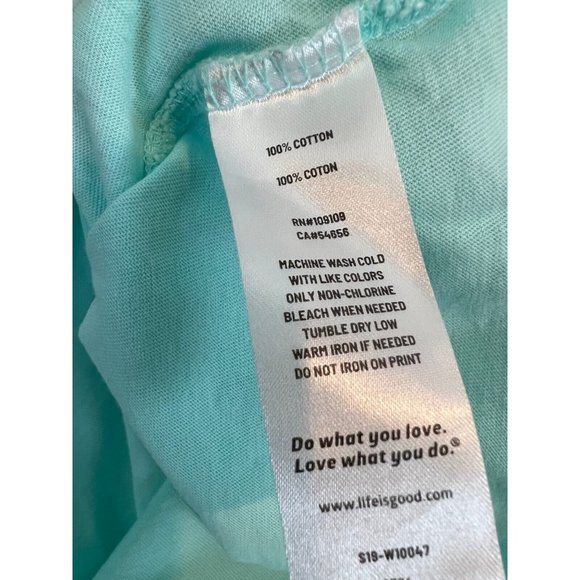 100% COTTON
100% COTON
RN#109109
CA#54656
MACHINE WASH COLD
WITH LIKE COLORS
ONLY NON-CHLORINE
BLEACH WHEN NEEDED
TUMBLE DRY LOW
WARM IRON IF NEEDED
DO NOT IRON ON PRINT
Do what you love.
Love what you do.®
www.lifeisgood.com
S19-W10047